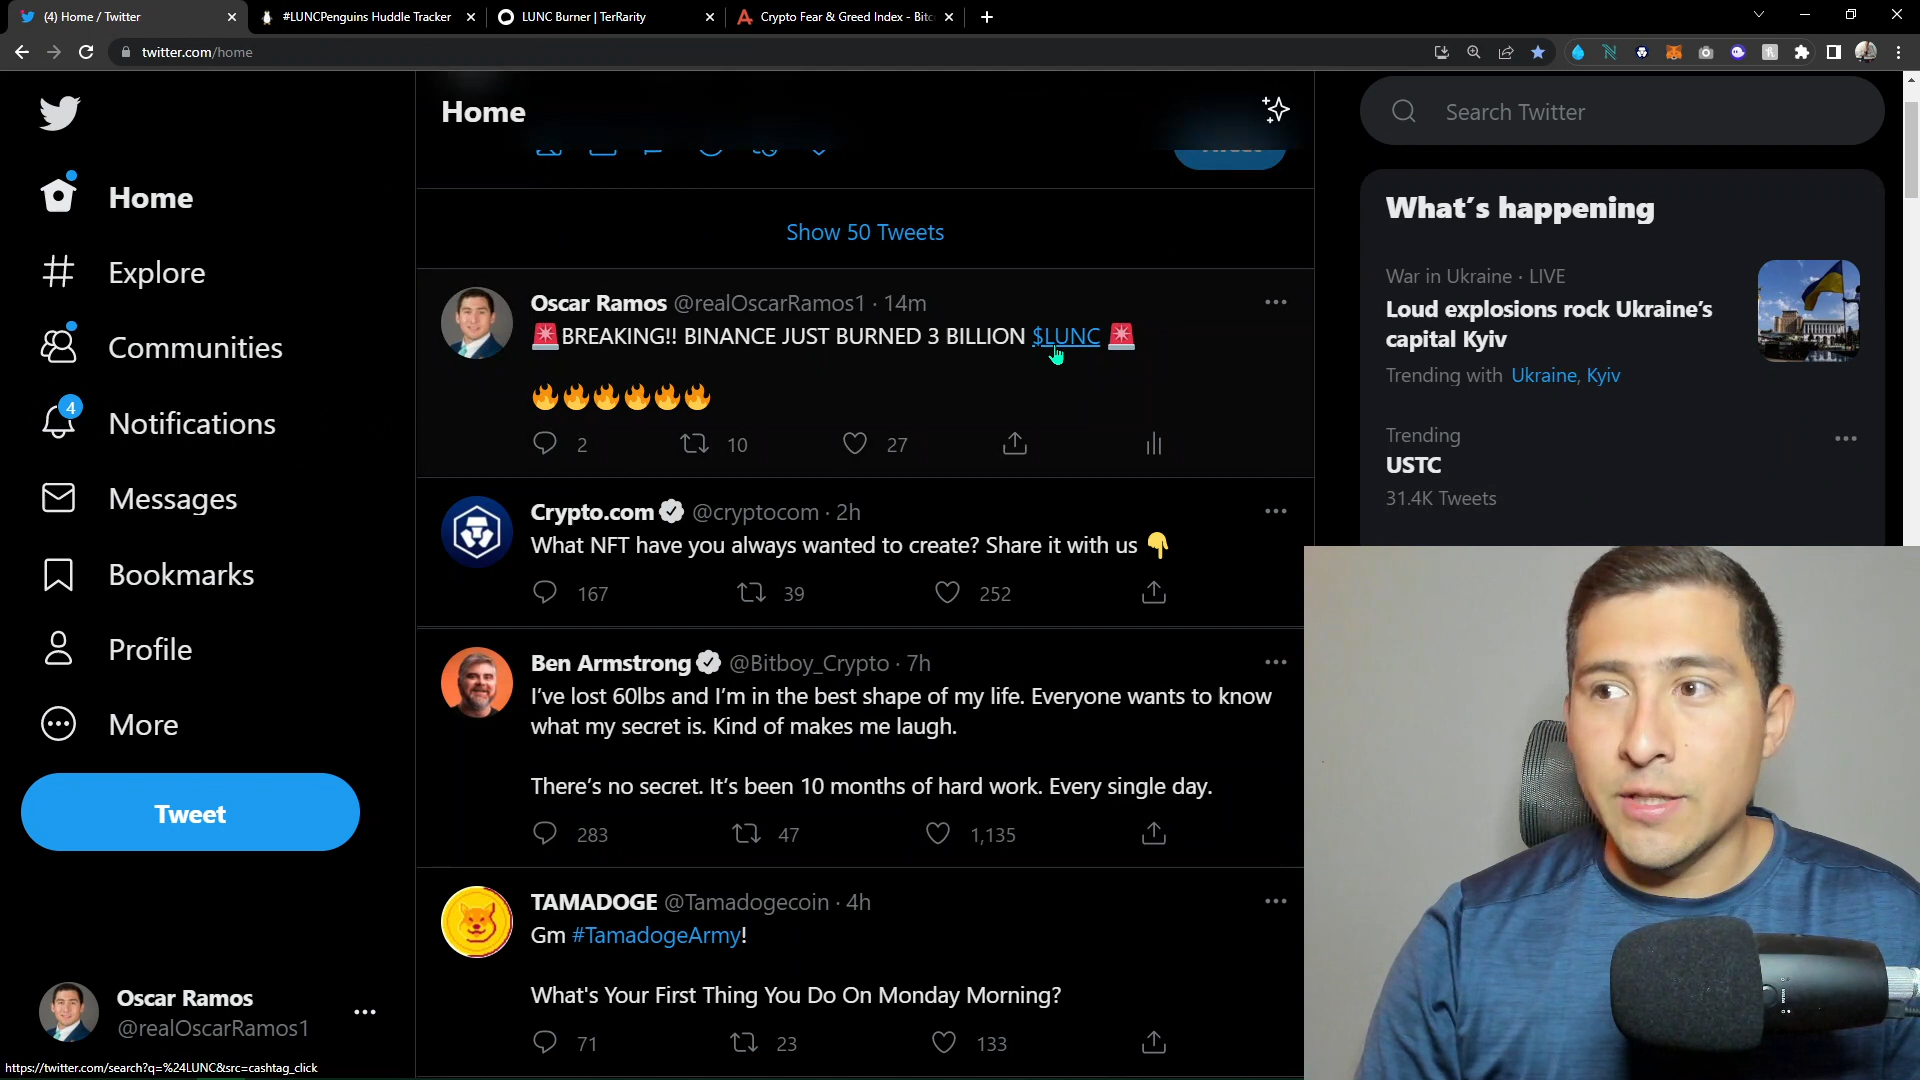 (4) Home / Twitter
#LUNCPenguins Huddle Tracker
LUNC Burner | TerRarity
Crypto Fear & Greed Index - Bitc
twitter.com/home
Home
Search Twitter
Home
Explore
Communities
4
Notifications
Messages
Bookmarks
Profile
More
Tweet
Oscar Ramos
@realOscarRamos1
Show 50 Tweets
Oscar Ramos @realOscarRamos1 · 14m
🚨BREAKING!! BINANCE JUST BURNED 3 BILLION $LUNC 🚨
🔥🔥🔥🔥🔥🔥
2 10 27
Crypto.com @cryptocom · 2h
What NFT have you always wanted to create? Share it with us 👇
167 39 252
Ben Armstrong @Bitboy_Crypto · 7h
I've lost 60lbs and I'm in the best shape of my life. Everyone wants to know
what my secret is. Kind of makes me laugh.
There's no secret. It's been 10 months of hard work. Every single day.
283 47 1,135
TAMADOGE @Tamadogecoin · 4h
Gm #TamadogeArmy!
What's Your First Thing You Do On Monday Morning?
71 23 133
What's happening
War in Ukraine · LIVE
Loud explosions rock Ukraine's
capital Kyiv
Trending with Ukraine, Kyiv
Trending
USTC
31.4K Tweets
https://twitter.com/search?q=%24LUNC&src=cashtag_click